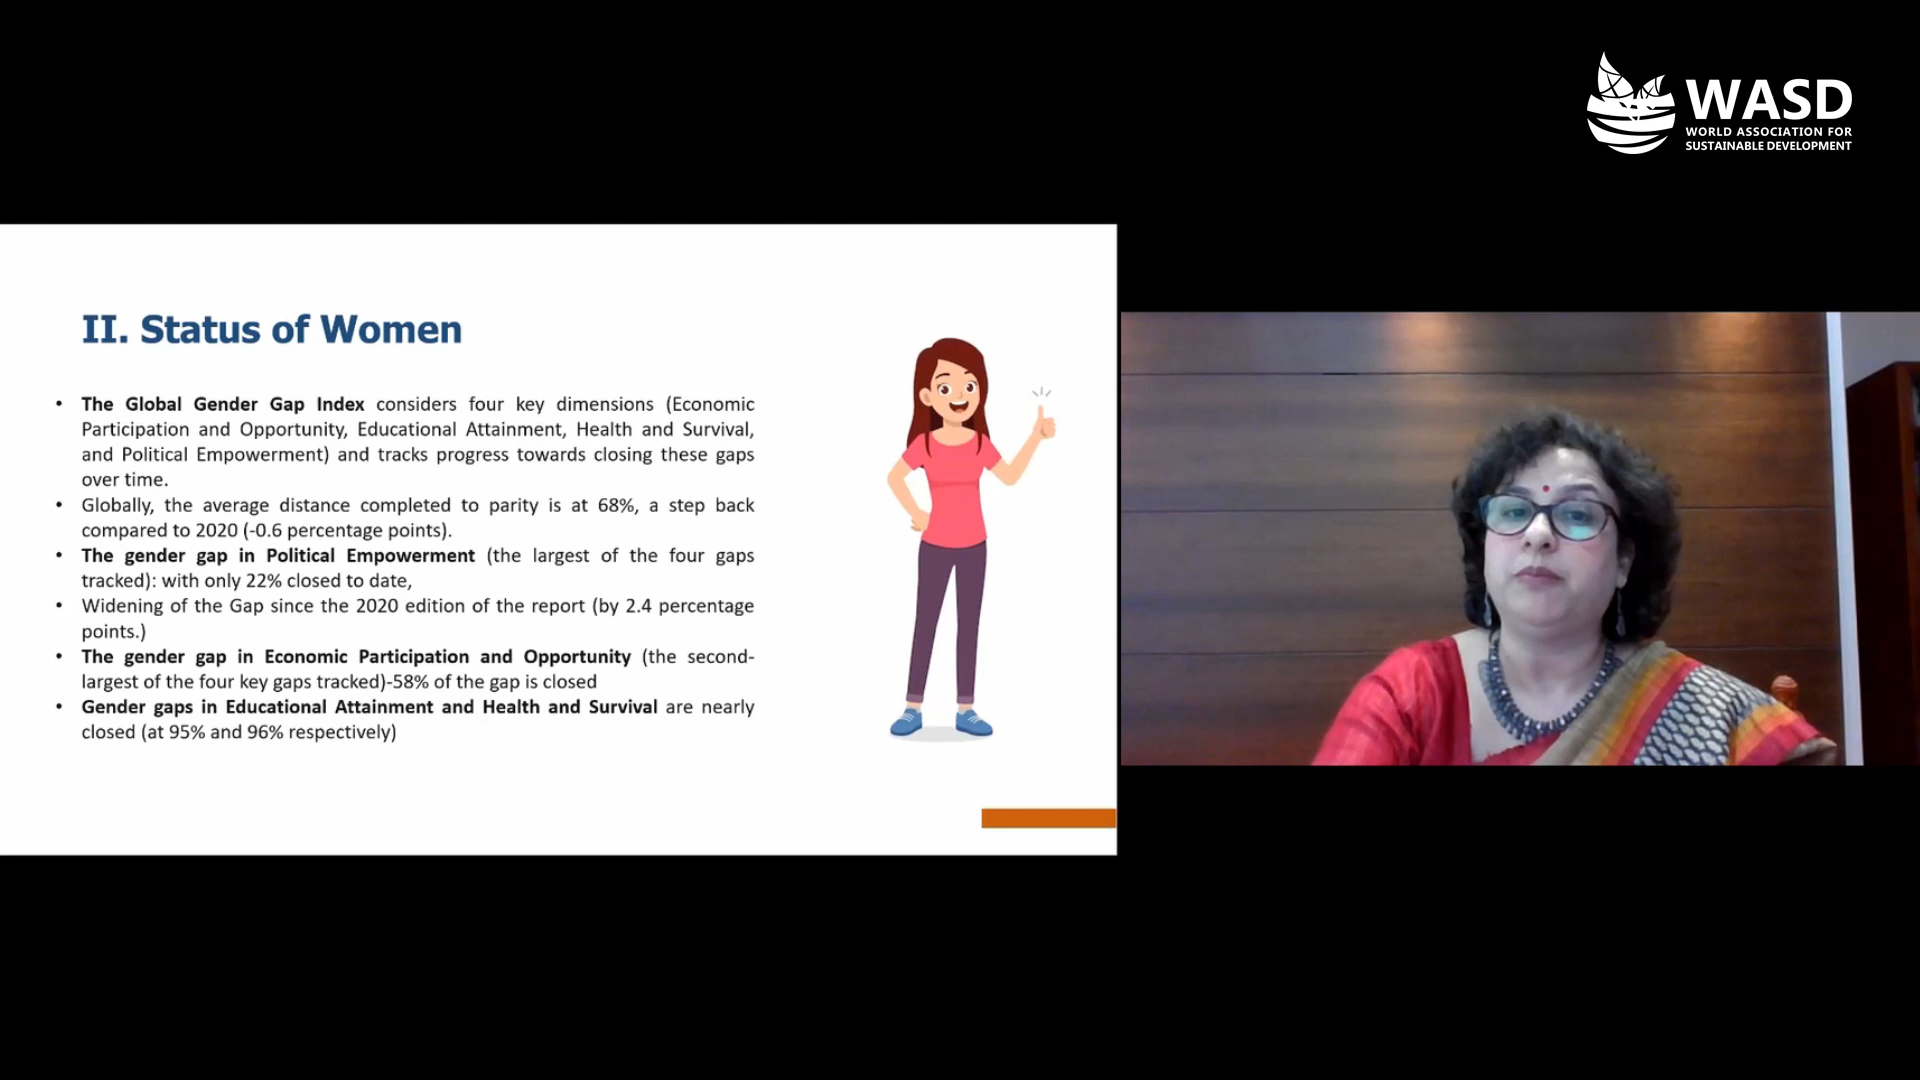 WASD
WORLD ASSOCIATION FOR
SUSTAINABLE DEVELOPMENT
II. Status of Women
• The Global Gender Gap Index considers four key dimensions (Economic
Participation and Opportunity, Educational Attainment, Health and Survival,
and Political Empowerment) and tracks progress towards closing these gaps
over time.
• Globally, the average distance completed to parity is at 68%, a step back
compared to 2020 (-0.6 percentage points).
• The gender gap in Political Empowerment (the largest of the four gaps
tracked): with only 22% closed to date,
• Widening of the Gap since the 2020 edition of the report (by 2.4 percentage
points.)
• The gender gap in Economic Participation and Opportunity (the second-
largest of the four key gaps tracked)-58% of the gap is closed
• Gender gaps in Educational Attainment and Health and Survival are nearly
closed (at 95% and 96% respectively)